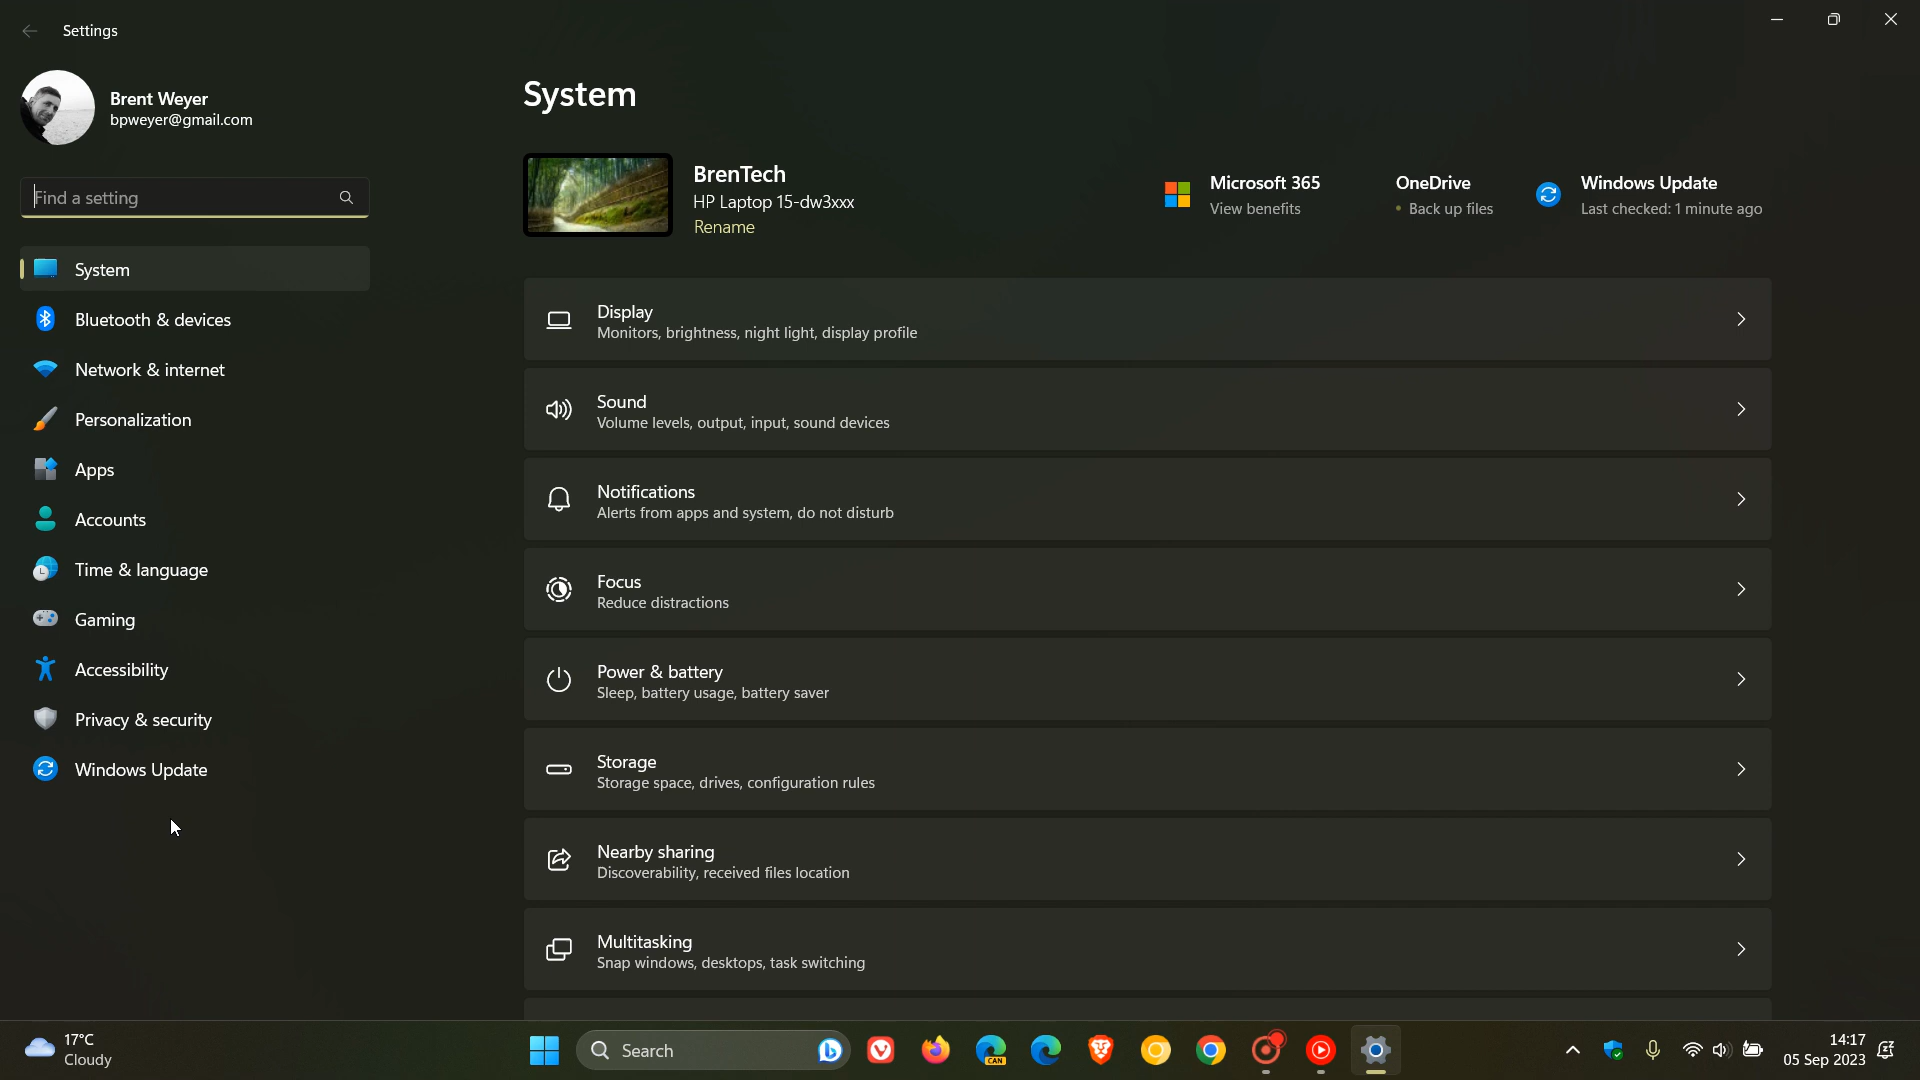 Settings
Brent Weyer
bpweyer@gmail.com
Find a setting
System
Bluetooth & devices
Network & internet
Personalization
Apps
Accounts
Time & language
Gaming
Accessibility
Privacy & security
Windows Update
System
BrenTech
HP Laptop 15-dw3xxx
Rename
Microsoft 365
View benefits
OneDrive
• Back up files
Windows Update
Last checked: 1 minute ago
Display
Monitors, brightness, night light, display profile
Sound
Volume levels, output, input, sound devices
Notifications
Alerts from apps and system, do not disturb
Focus
Reduce distractions
Power & battery
Sleep, battery usage, battery saver
Storage
Storage space, drives, configuration rules
Nearby sharing
Discoverability, received files location
Multitasking
Snap windows, desktops, task switching
17°C
Cloudy
Search
CAN
14:17
05 Sep 2023